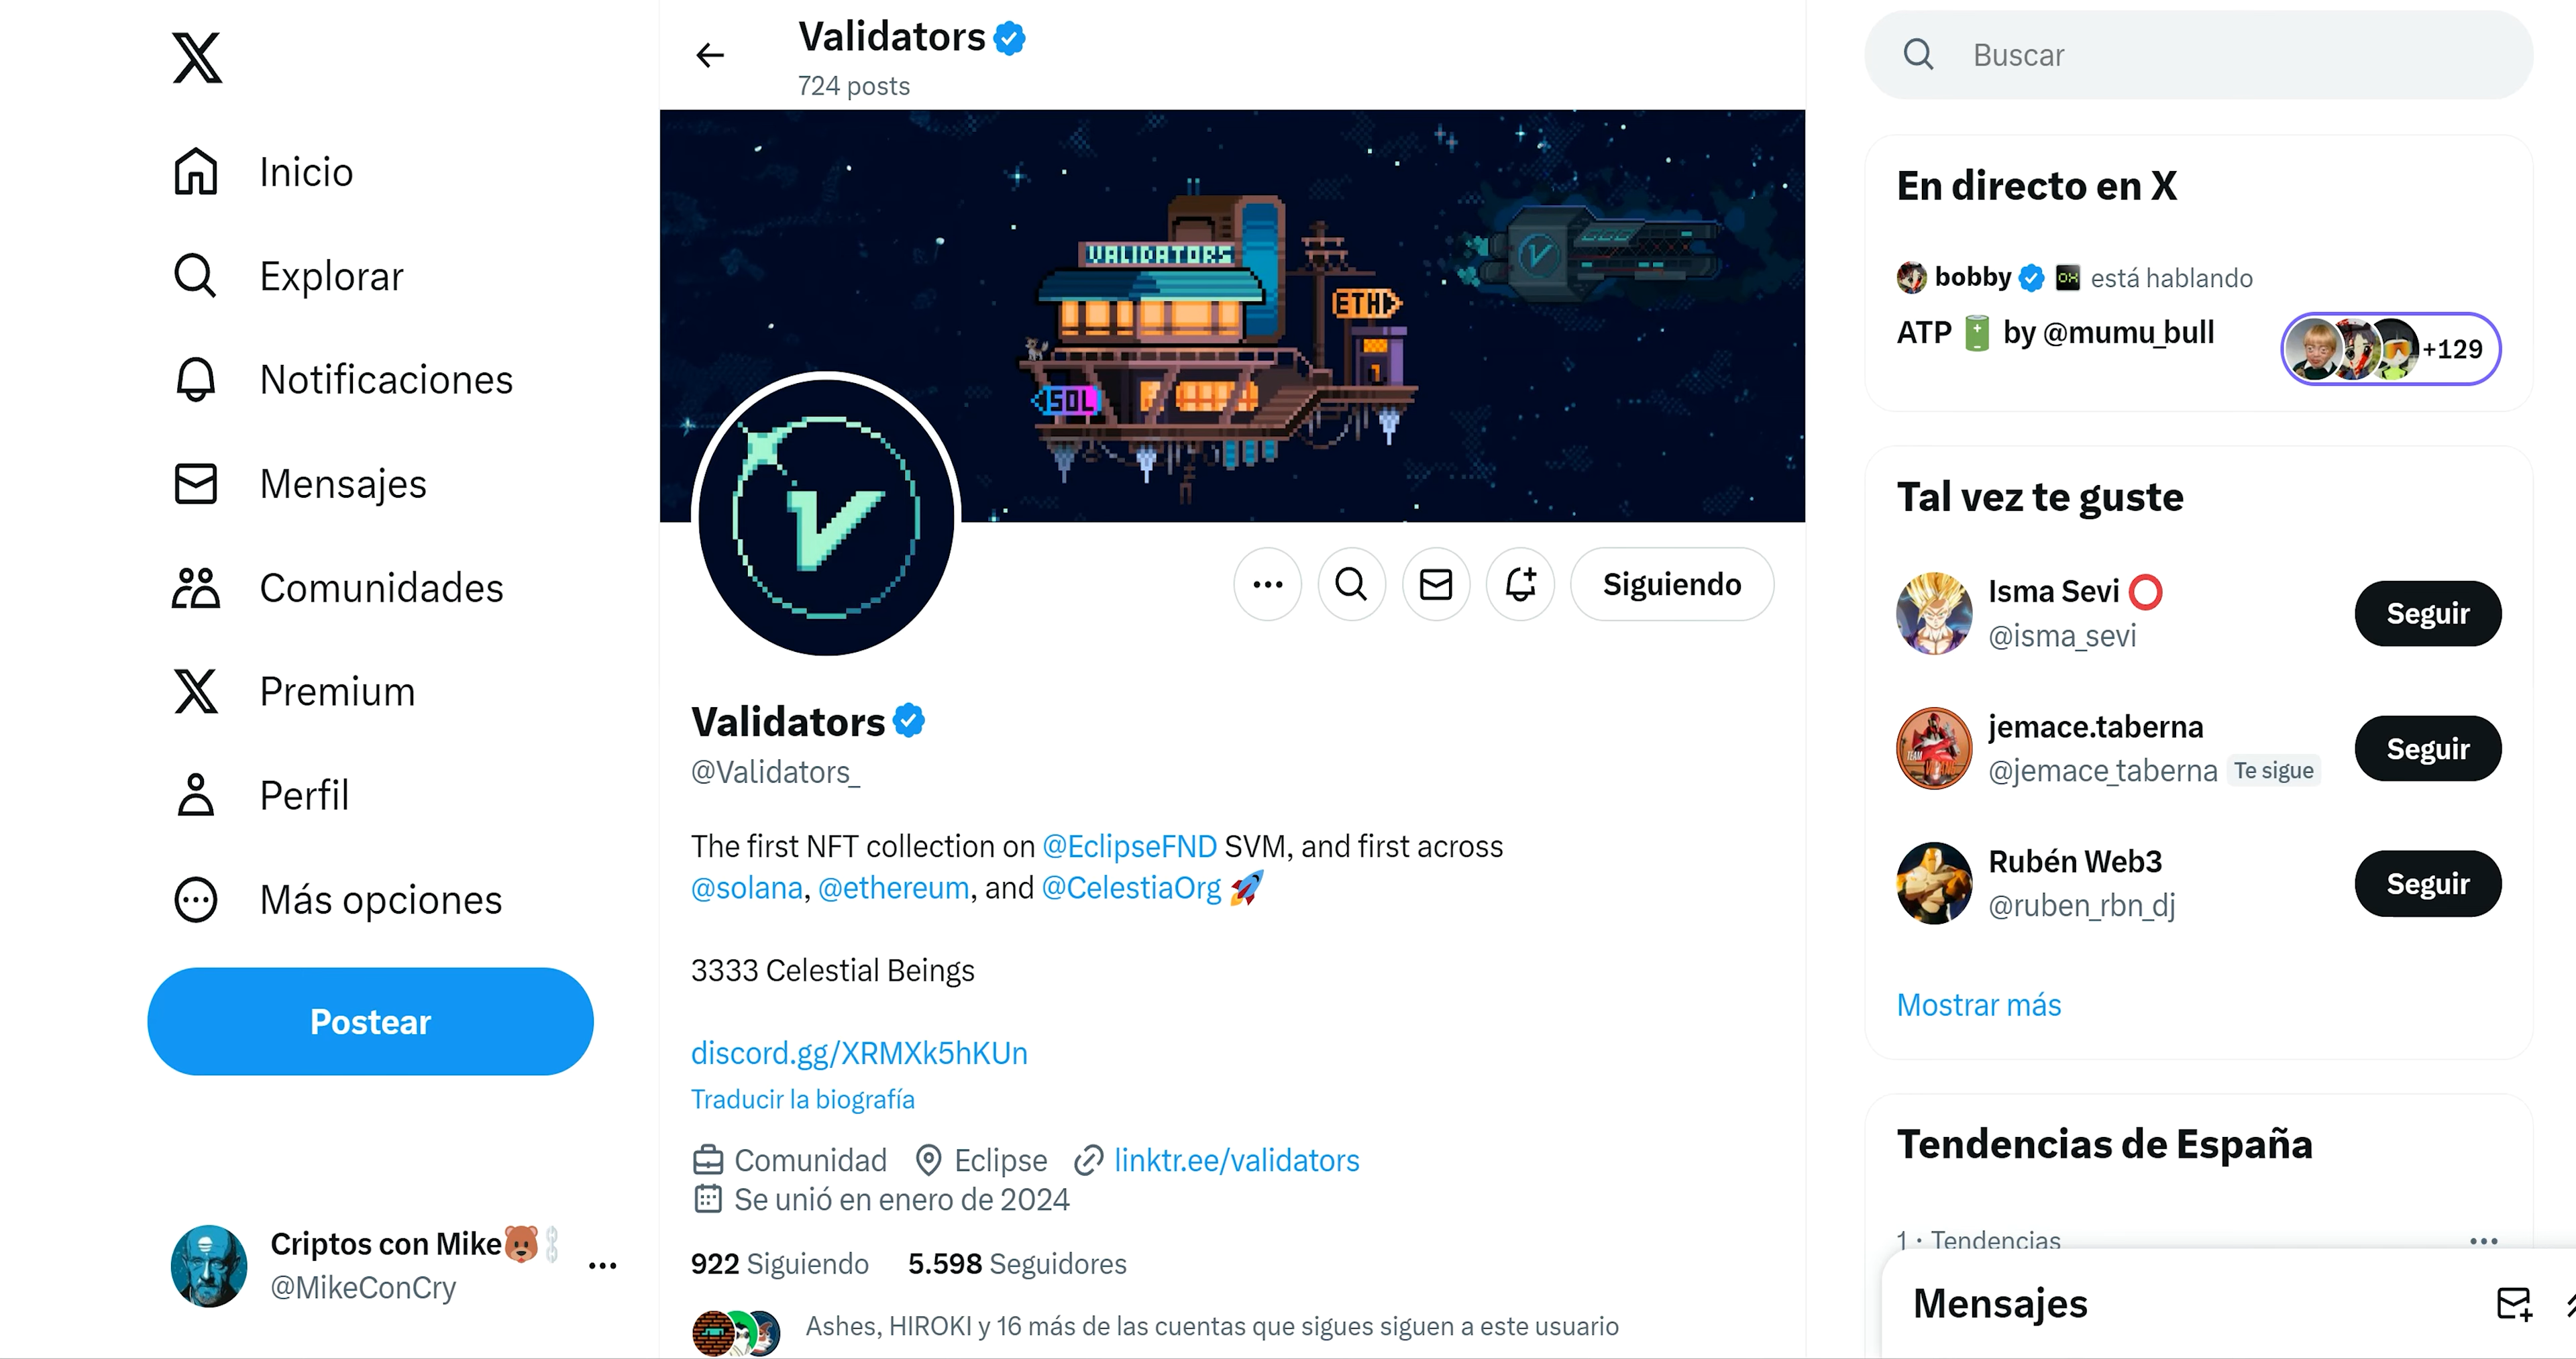 Inicio
Explorar
Notificaciones
Mensajes
Comunidades
Premium
Perfil
Más opciones
Postear
Criptos con Mike
@MikeConCry
Validators
724 posts
VALIDATORS
ETH
SOL
Siguiendo
Validators
@Validators_
The first NFT collection on @EclipseFND SVM, and first across
@solana, @ethereum, and @CelestiaOrg 🚀
3333 Celestial Beings
discord.gg/XRMXk5hKUn
Traducir la biografía
Comunidad Eclipse linktr.ee/validators
Se unió en enero de 2024
922 Siguiendo 5.598 Seguidores
Ashes, HIROKI y 16 más de las cuentas que sigues siguen a este usuario
Buscar
En directo en X
bobby está hablando
ATP 🔋 by @mumu_bull
+129
Tal vez te guste
Isma Sevi ⭕
@isma_sevi
Seguir
jemace.taberna
@jemace_taberna Te sigue
Seguir
Rubén Web3
@ruben_rbn_dj
Seguir
Mostrar más
Tendencias de España
1 · Tendencias
Mensajes